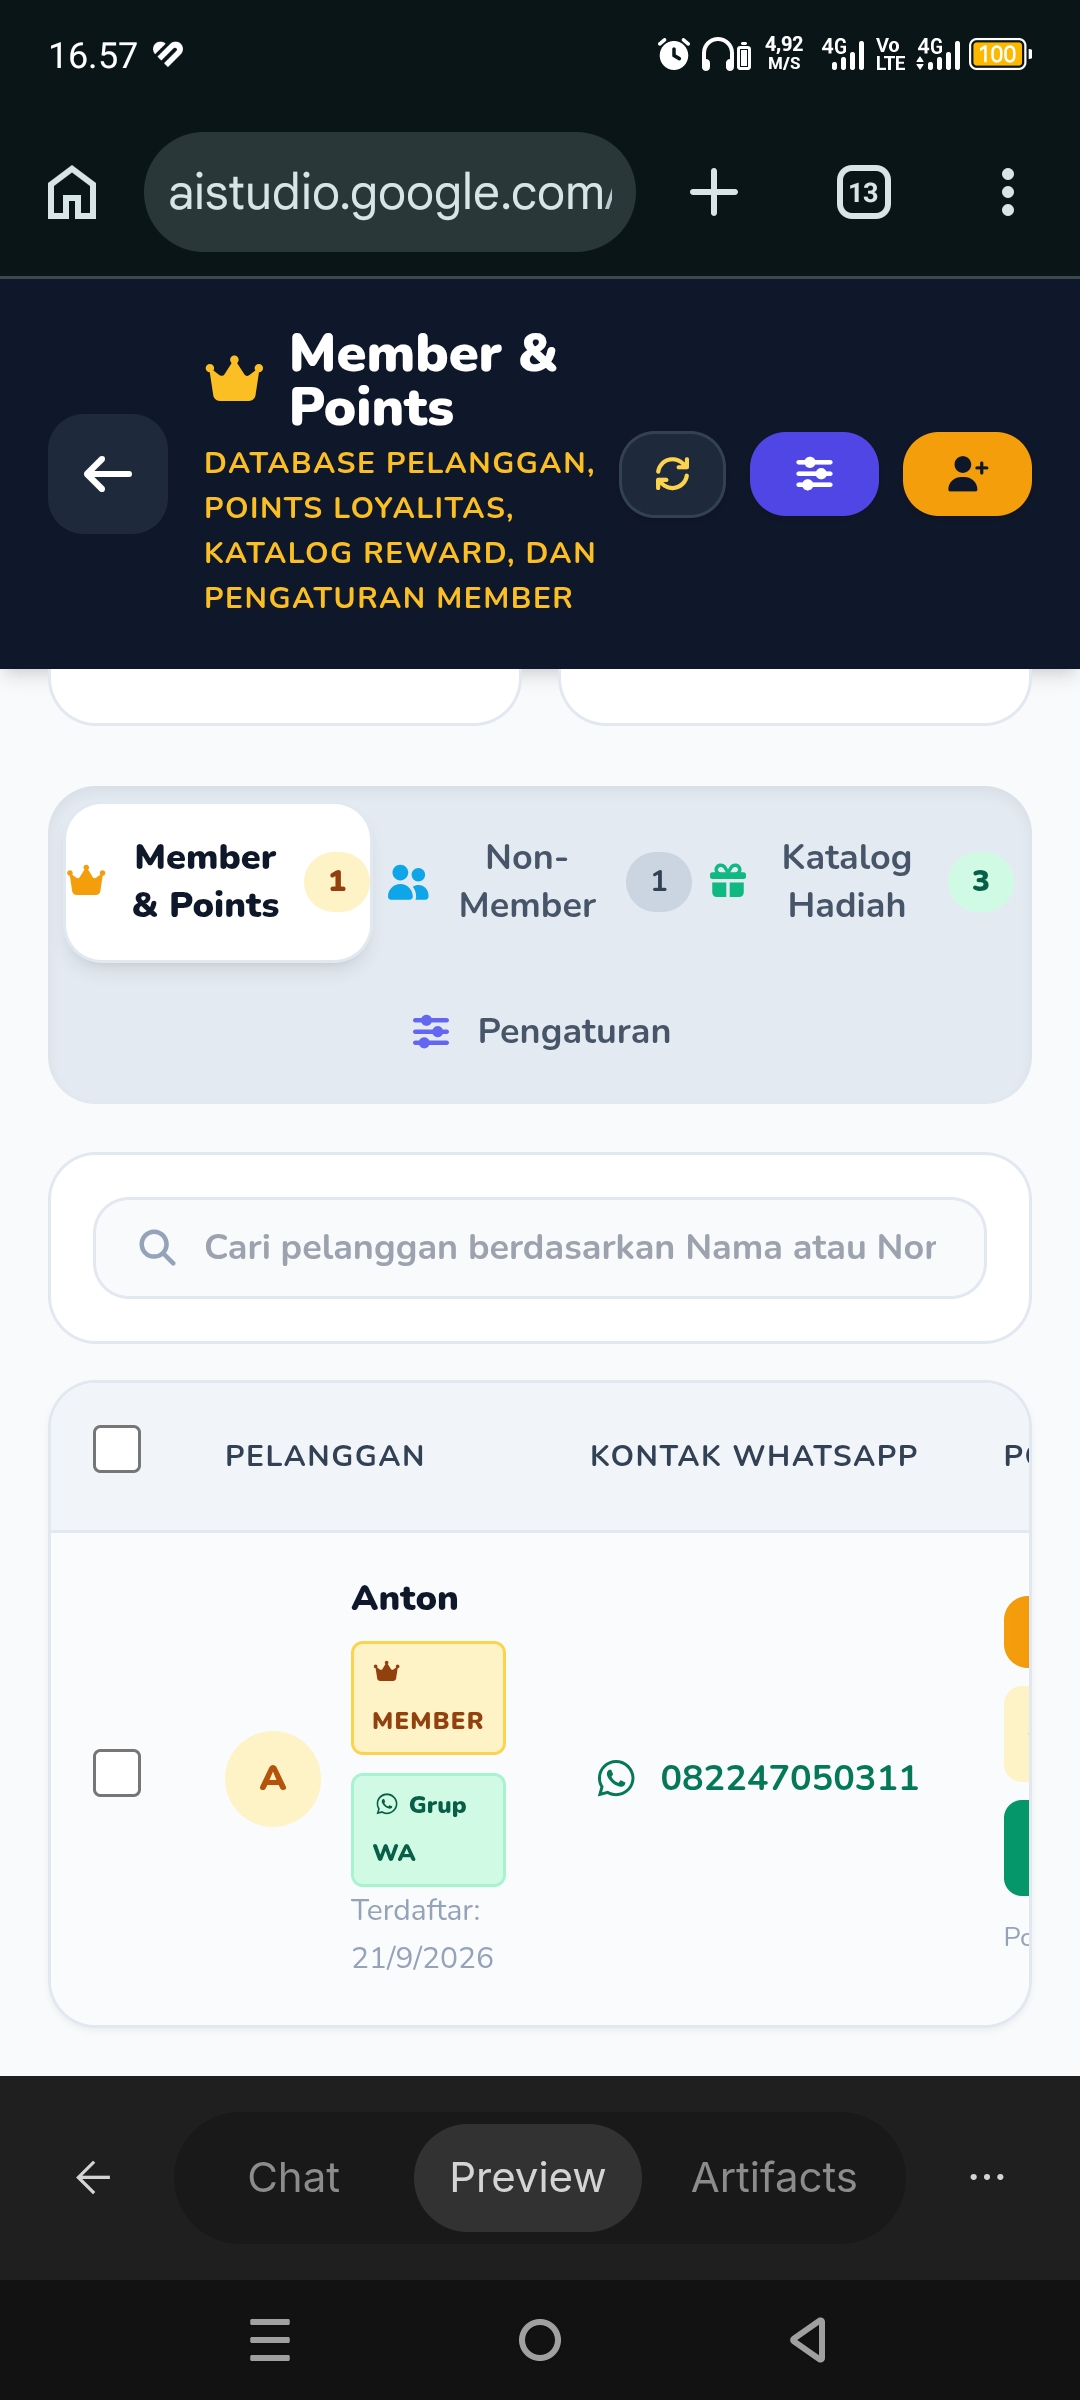 16.57
4,92
M/S
4G
Vo
LTE
4G
100
aistudio.google.com/
13
Member &
Points
DATABASE PELANGGAN,
POINTS LOYALITAS,
KATALOG REWARD, DAN
PENGATURAN MEMBER
Member
& Points
1
Non-
Member
1
Katalog
Hadiah
3
Pengaturan
Cari pelanggan berdasarkan Nama atau Nor
PELANGGAN
KONTAK WHATSAPP
Anton
MEMBER
A
082247050311
Grup
WA
Terdaftar:
21/9/2026
Chat
Preview
Artifacts